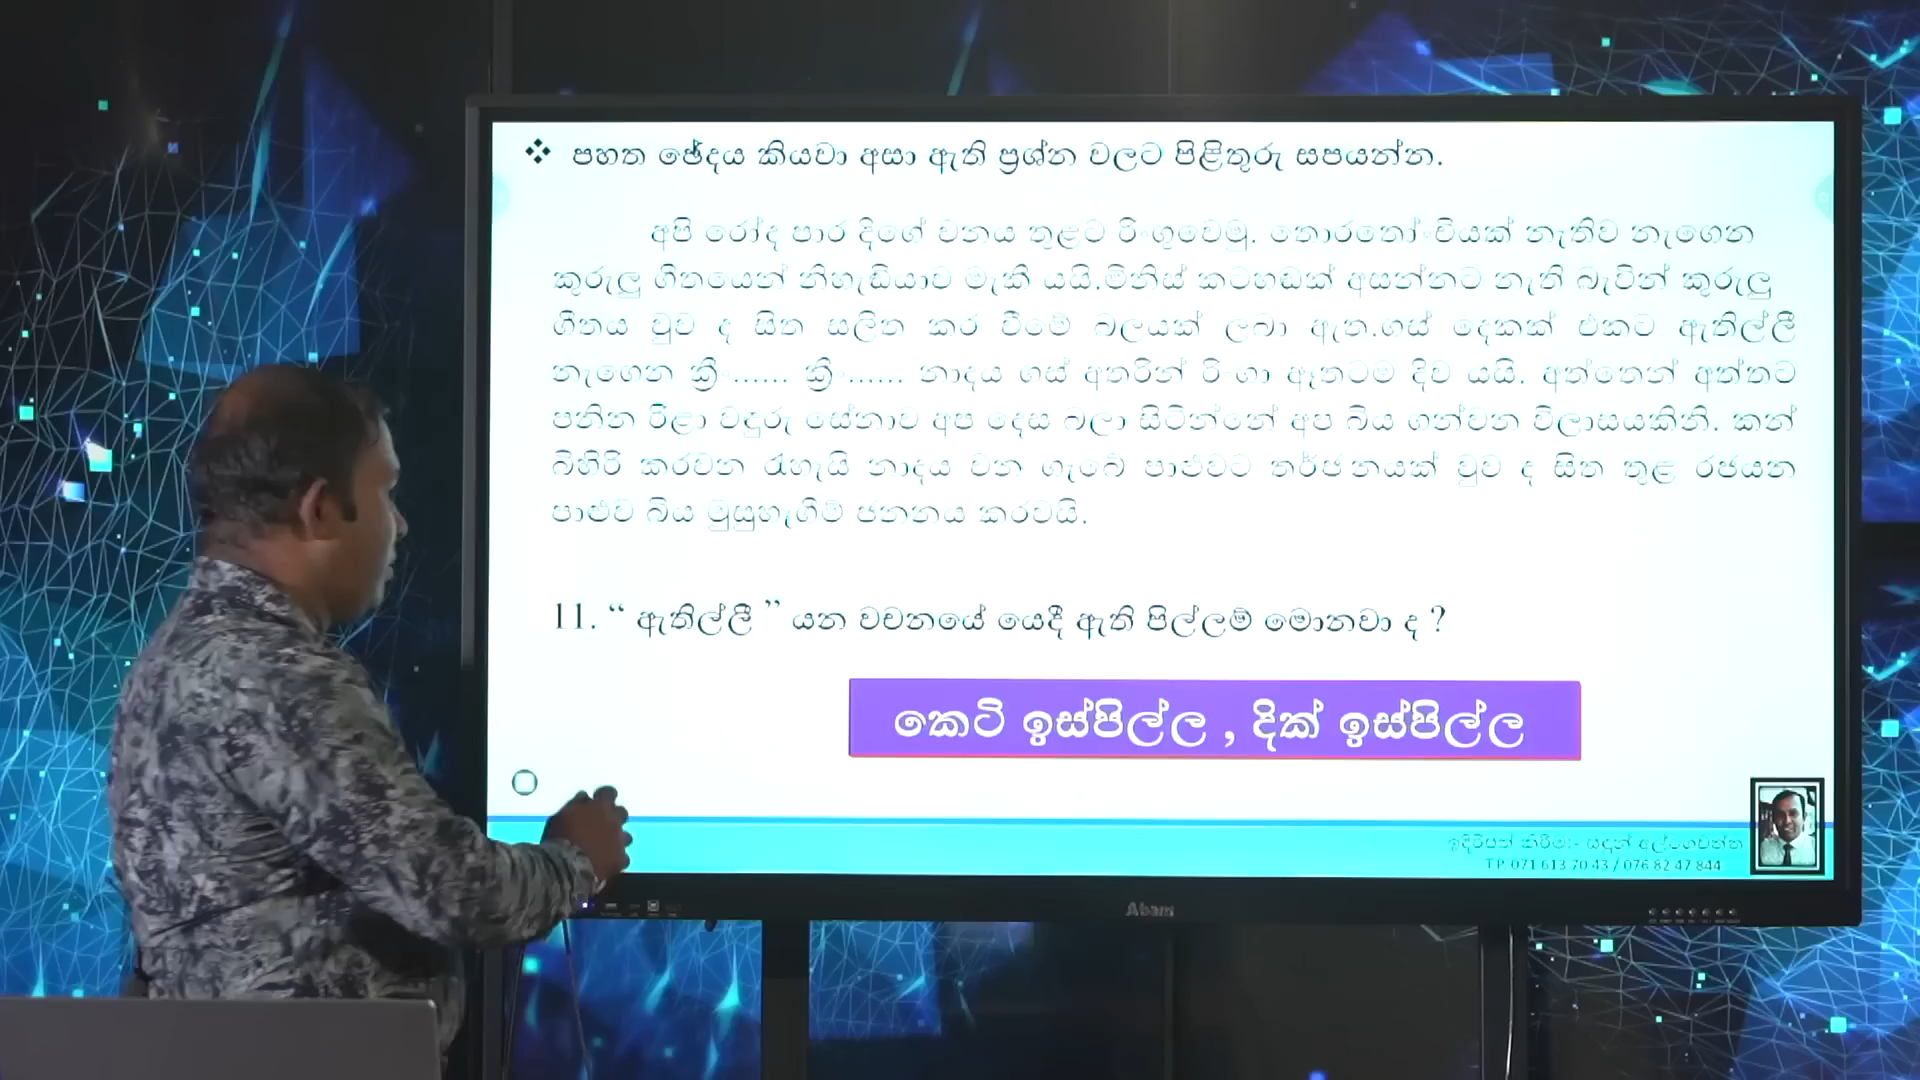 ❖ පහත ඡේදය කියවා අසා ඇති ප්‍රශ්න වලට පිළිතුරු සපයන්න.
අපි රෝද පාර දිගේ වනය තුළට රිංගුවෙමු. තොරතෝංචියක් නැතිව නැගෙන
කුරුලු ගීතයෙන් නිහැඬියාව මැකී යයි.මිනිස් කටහඬක් අසන්නට නැති බැවින් කුරුලු
ගීතය වුව ද සිත සලිත කර වීමේ බලයක් ලබා ඇත.ගස් දෙකක් එකට ඇතිල්ලී
නැගෙන ක්‍රීං...... ක්‍රීං...... නාදය ගස් අතරින් රිංගා ඈතටම දිව යයි. අත්තෙන් අත්තට
පනින රිළා වඳුරු සේනාව අප දෙස බලා සිටින්නේ අප බිය ගන්වන විලාසයකිනි. කන්
බිහිරි කරවන රැහැයි නාදය වන ගැබේ පාළුවට තර්ජනයක් වුව ද සිත තුළ රජයන
පාළුව බිය මුසුහැගීම් ජනනය කරවයි.
11. “ ඇතිල්ලී ” යන වචනයේ යෙදී ඇති පිල්ලම් මොනවා ද ?
කෙටි ඉස්පිල්ල , දික් ඉස්පිල්ල
ඉදිරිපත් කිරීම:-
T.P. 071 613 70 43 / 076 82 47 844